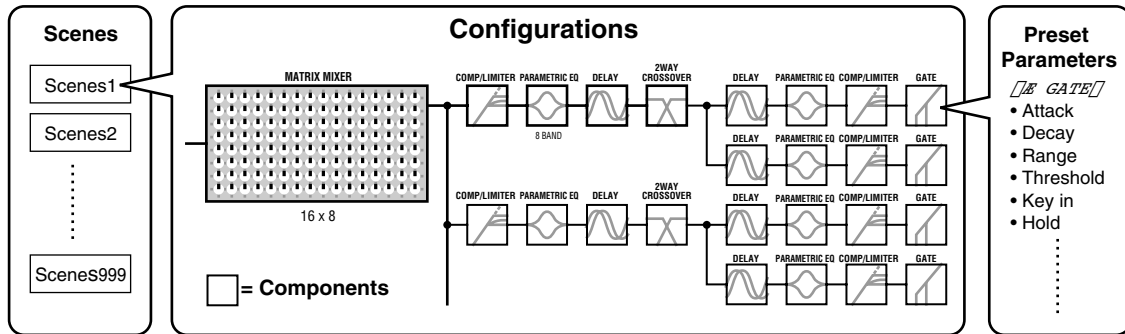 Scenes
Scenes1
Scenes2
Scenes999
Configurations
MATRIX MIXER
16 x 8
COMP/LIMITER PARAMETRIC EQ DELAY 2WAY CROSSOVER
8 BAND
DELAY PARAMETRIC EQ COMP/LIMITER GATE
DELAY PARAMETRIC EQ COMP/LIMITER GATE
COMP/LIMITER PARAMETRIC EQ DELAY 2WAY CROSSOVER
DELAY PARAMETRIC EQ COMP/LIMITER GATE
DELAY PARAMETRIC EQ COMP/LIMITER GATE
= Components
Preset
Parameters
Æ GATE
• Attack
• Decay
• Range
• Threshold
• Key in
• Hold